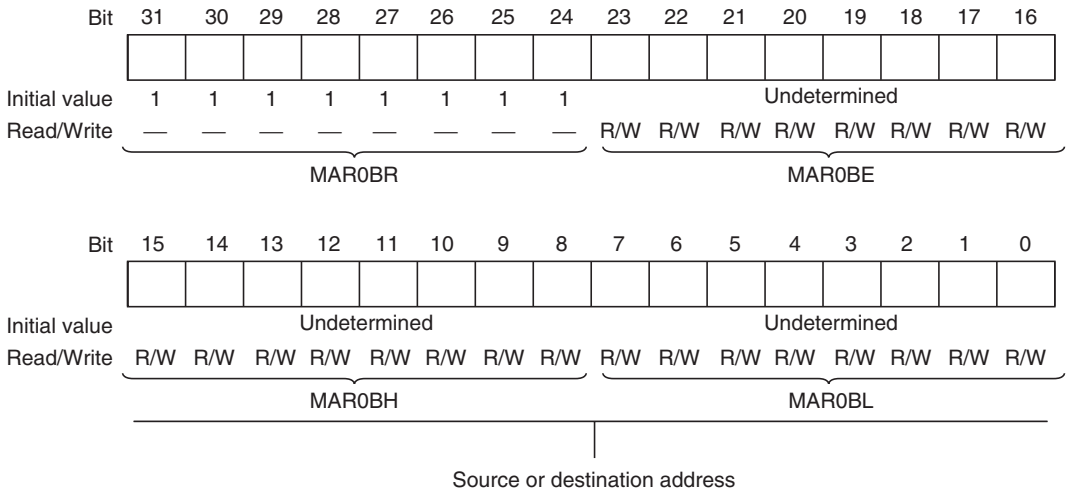 Bit 31 30 29 28 27 26 25 24 23 22 21 20 19 18 17 16
Initial value 1 1 1 1 1 1 1 1 Undetermined
Read/Write — — — — — — — — R/W R/W R/W R/W R/W R/W R/W R/W
MAR0BR MAR0BE
Bit 15 14 13 12 11 10 9 8 7 6 5 4 3 2 1 0
Initial value Undetermined Undetermined
Read/Write R/W R/W R/W R/W R/W R/W R/W R/W R/W R/W R/W R/W R/W R/W R/W R/W
MAR0BH MAR0BL
Source or destination address